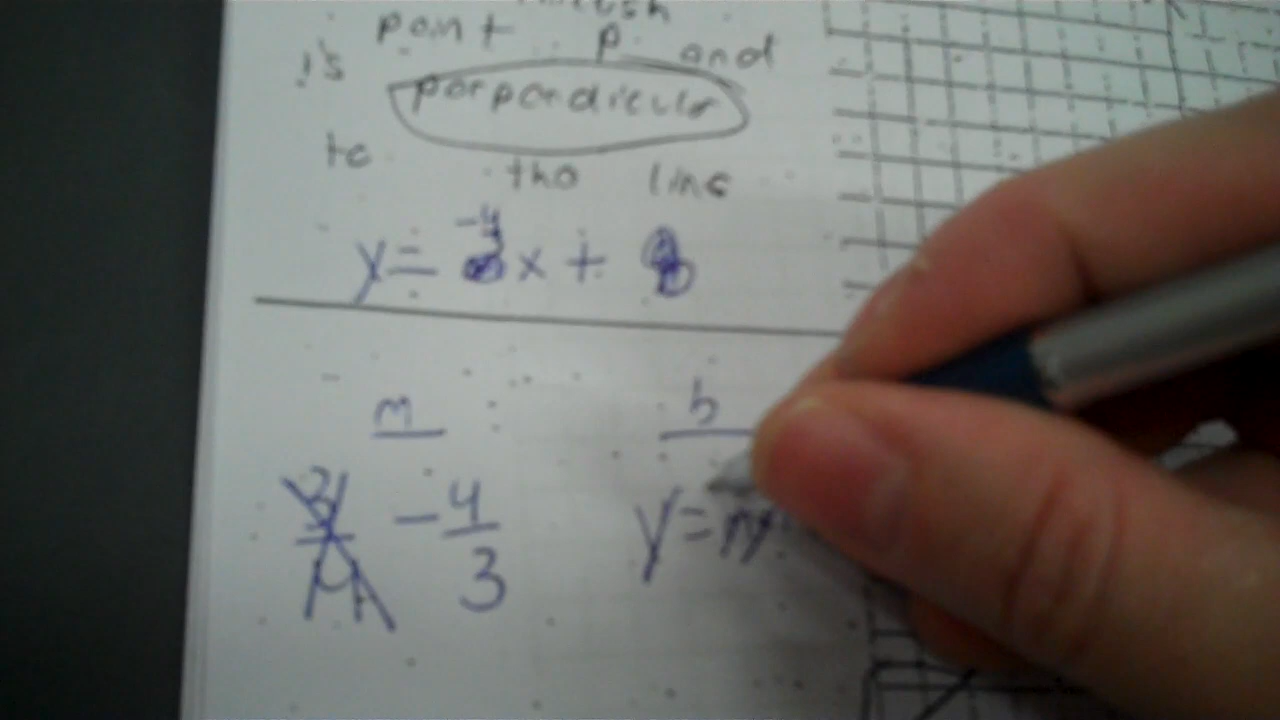 point P and
is perpendicular
to the line
y = x +
m b
3/4 -4/3 y = m